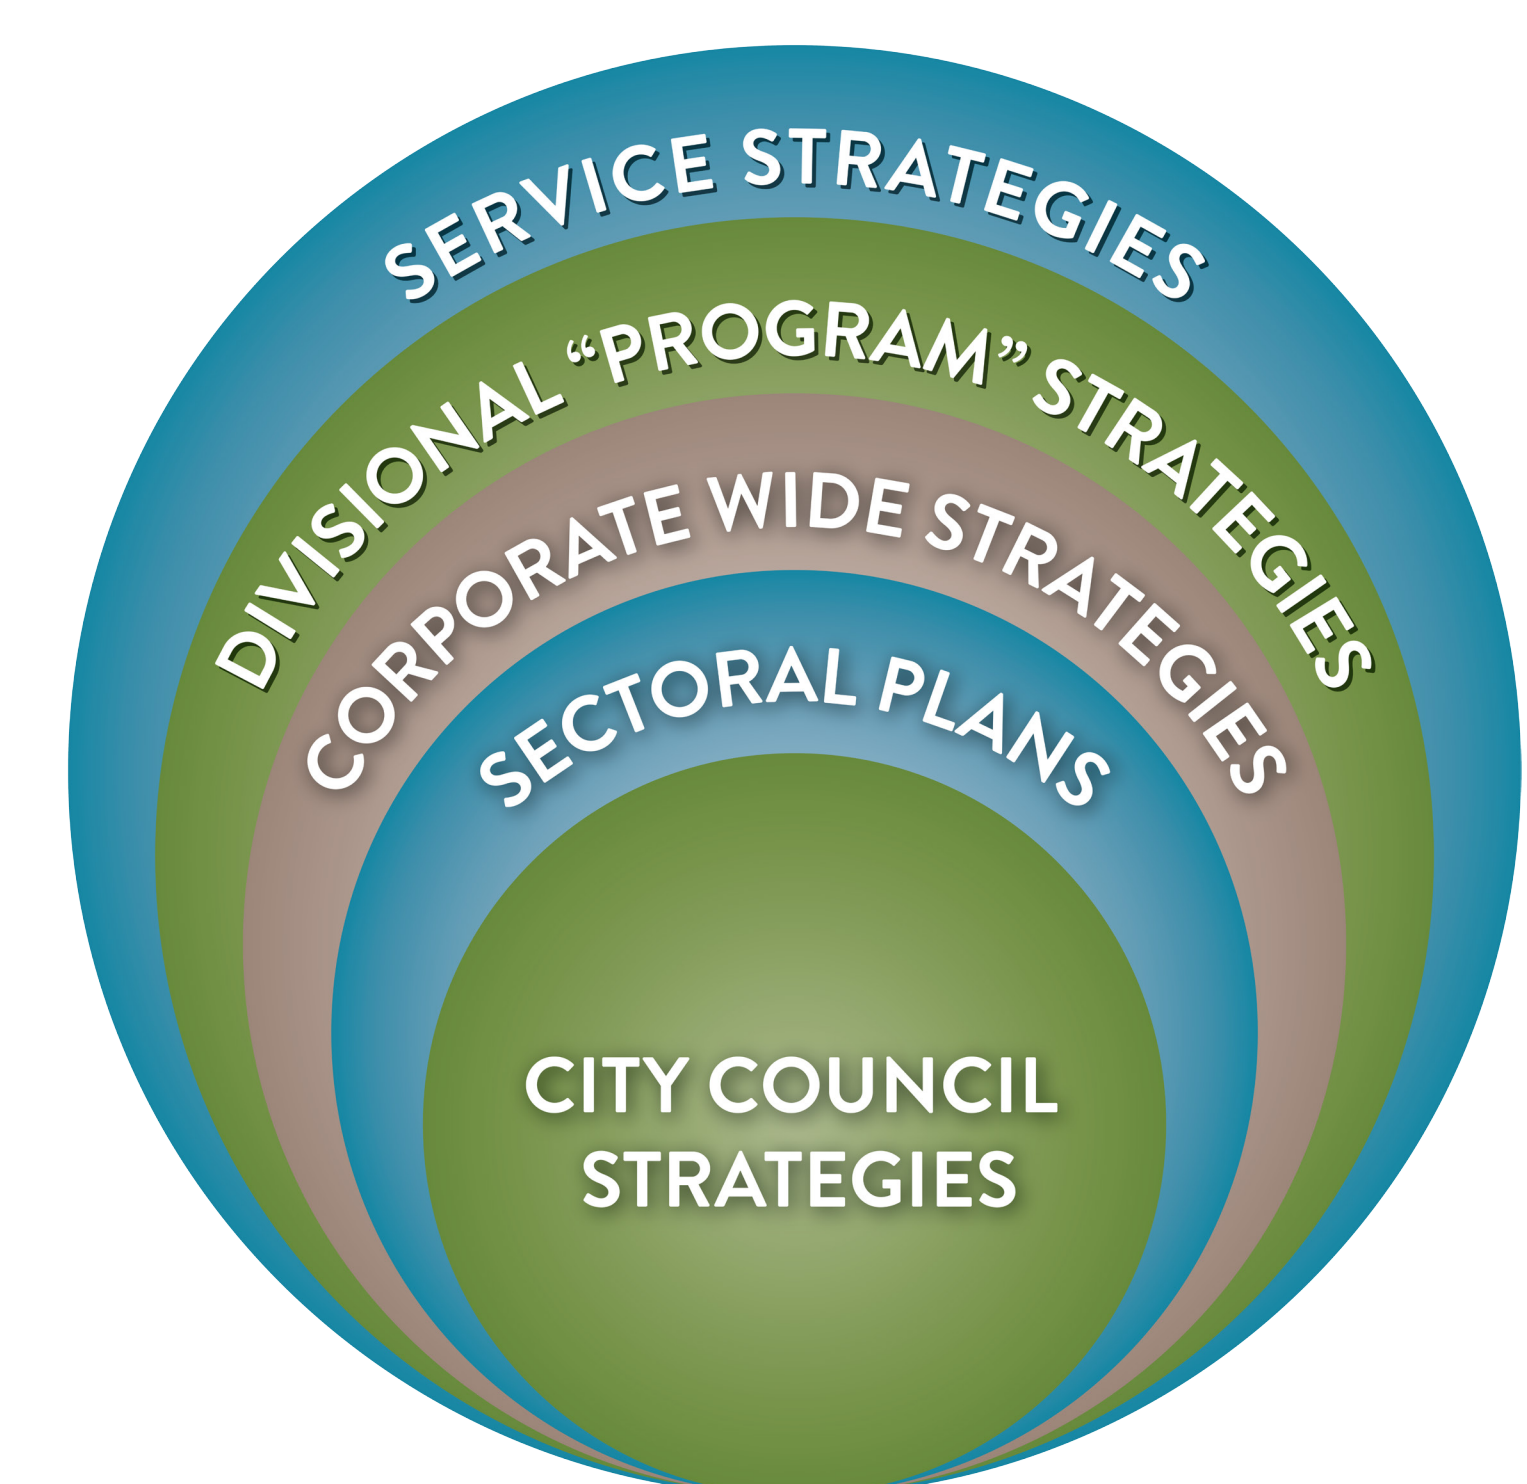 SERVICE STRATEGIES
DIVISIONAL “PROGRAM” STRATEGIES
CORPORATE WIDE STRATEGIES
SECTORAL PLANS
CITY COUNCIL
STRATEGIES